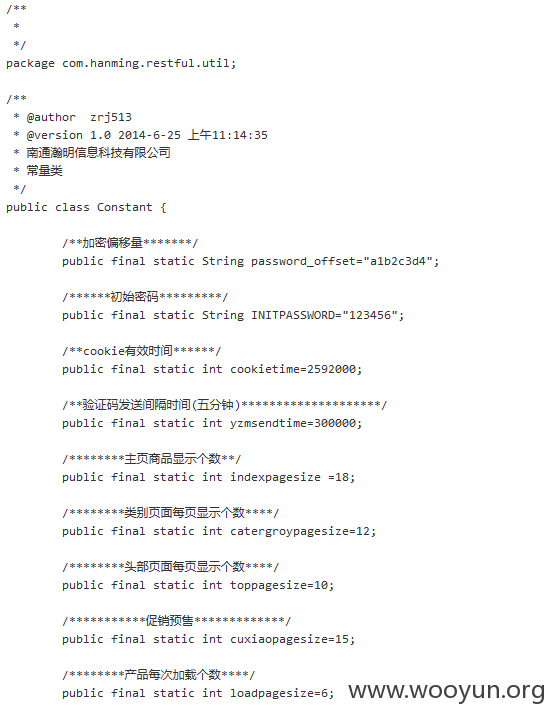 /**
 *
 */
package com.hanming.restful.util;
/**
 * @author  zrj513
 * @version 1.0 2014-6-25 上午11:14:35
 * 南通瀚明信息科技有限公司
 * 常量类
 */
public class Constant {
/**加密偏移量*******/
public final static String password_offset="a1b2c3d4";
/******初始密码*********/
public final static String INITPASSWORD="123456";
/**cookie有效时间******/
public final static int cookietime=2592000;
/**验证码发送间隔时间(五分钟)********************/
public final static int yzmsendtime=300000;
/********主页商品显示个数**/
public final static int indexpagesize =18;
/********类别页面每页显示个数****/
public final static int catergroypagesize=12;
/********头部页面每页显示个数****/
public final static int toppagesize=10;
/***********促销预售*************/
public final static int cuxiaopagesize=15;
/********产品每次加载个数****/
public final static int loadpagesize=6;
www.wooyun.org